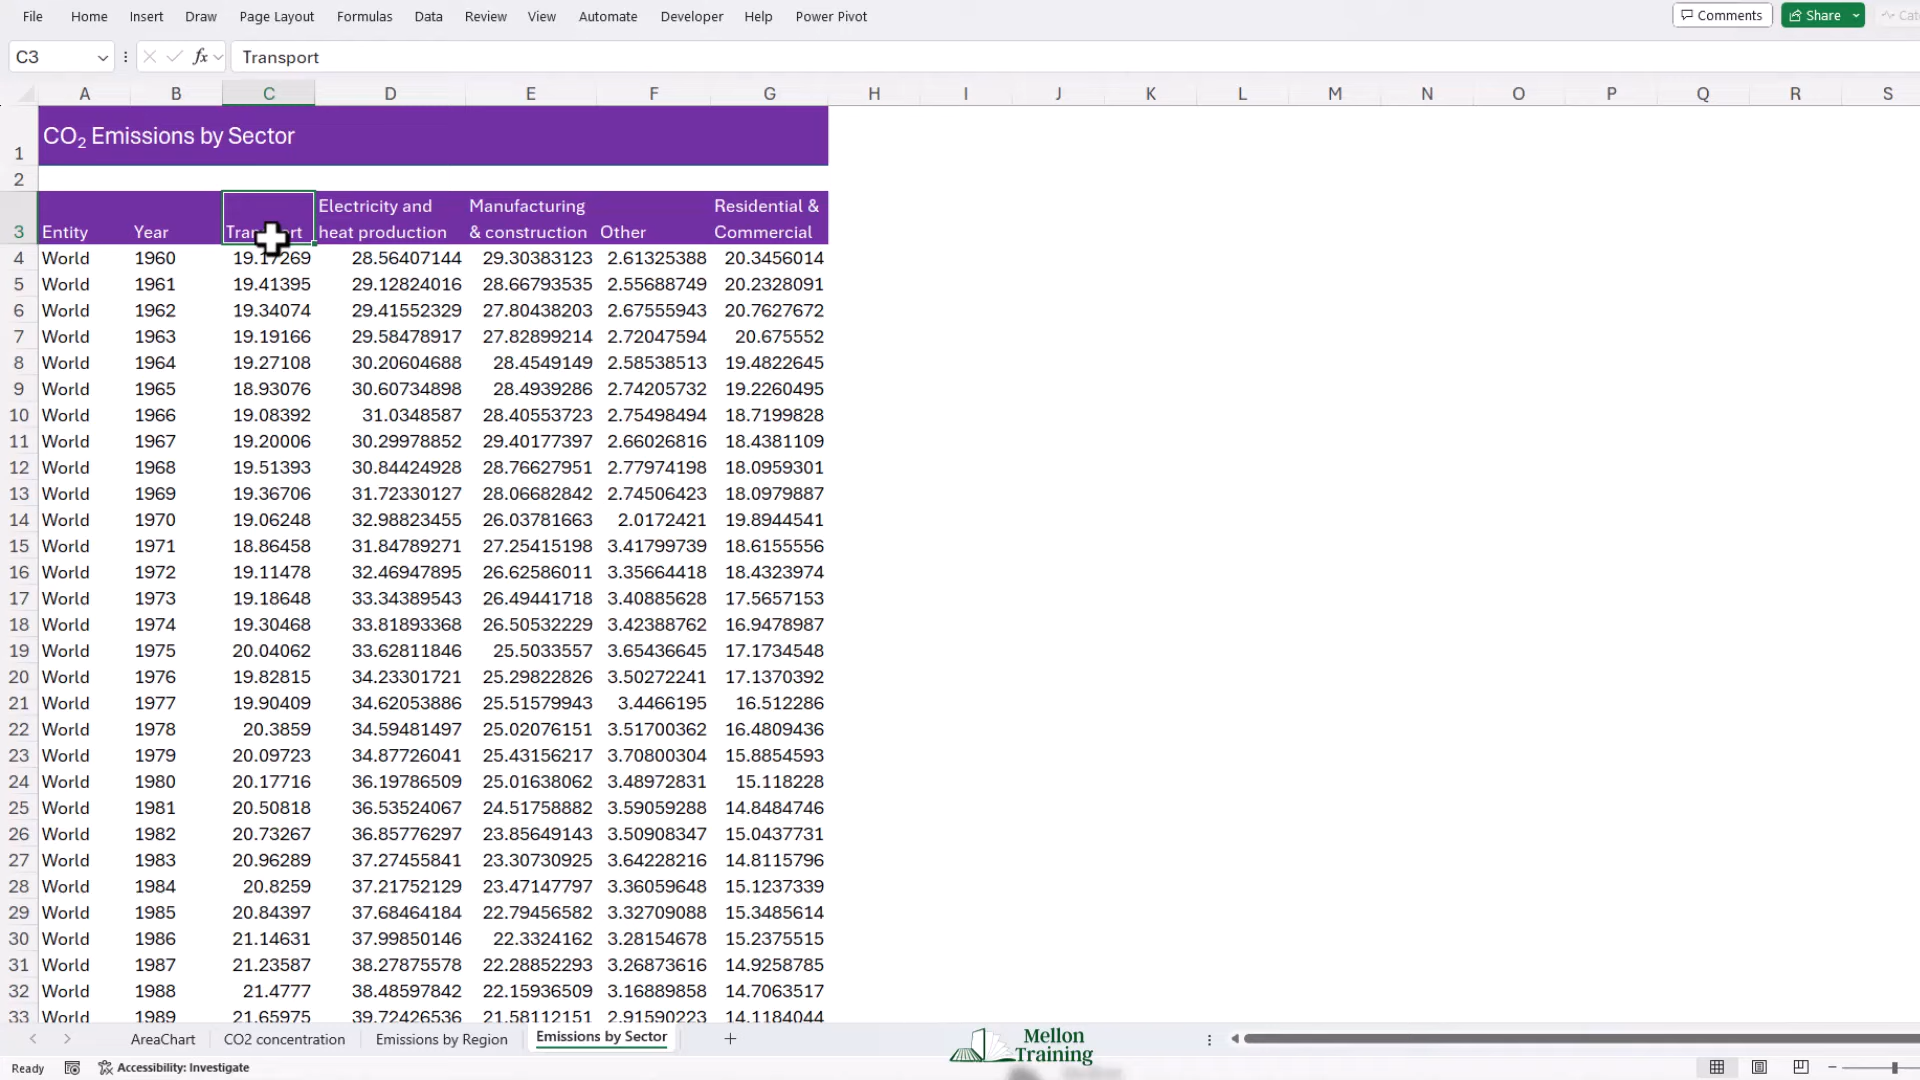 File Home Insert Draw Page Layout Formulas Data Review View Automate Developer Help Power Pivot Comments Share
C3 fx Transport
A B C D E F G H I J K L M N O P Q R S
1 CO₂ Emissions by Sector
2
Electricity and Manufacturing Residential &
3 Entity Year Transport heat production & construction Other Commercial
4 World 1960 19.17269 28.56407144 29.30383123 2.61325388 20.3456014
5 World 1961 19.41395 29.12824016 28.66793535 2.55688749 20.2328091
6 World 1962 19.34074 29.41552329 27.80438203 2.67555943 20.7627672
7 World 1963 19.19166 29.58478917 27.82899214 2.72047594 20.675552
8 World 1964 19.27108 30.20604688 28.4549149 2.58538513 19.4822645
9 World 1965 18.93076 30.60734898 28.4939286 2.74205732 19.2260495
10 World 1966 19.08392 31.0348587 28.40553723 2.75498494 18.7199828
11 World 1967 19.20006 30.29978852 29.40177397 2.66026816 18.4381109
12 World 1968 19.51393 30.84424928 28.76627951 2.77974198 18.0959301
13 World 1969 19.36706 31.72330127 28.06682842 2.74506423 18.0979887
14 World 1970 19.06248 32.98823455 26.03781663 2.0172421 19.8944541
15 World 1971 18.86458 31.84789271 27.25415198 3.41799739 18.6155556
16 World 1972 19.11478 32.46947895 26.62586011 3.35664418 18.4323974
17 World 1973 19.18648 33.34389543 26.49441718 3.40885628 17.5657153
18 World 1974 19.30468 33.81893368 26.50532229 3.42388762 16.9478987
19 World 1975 20.04062 33.62811846 25.5033557 3.65436645 17.1734548
20 World 1976 19.82815 34.23301721 25.29822826 3.50272241 17.1370392
21 World 1977 19.90409 34.62053886 25.51579943 3.4466195 16.512286
22 World 1978 20.3859 34.59481497 25.02076151 3.51700362 16.4809436
23 World 1979 20.09723 34.87726041 25.43156217 3.70800304 15.8854593
24 World 1980 20.17716 36.19786509 25.01638062 3.48972831 15.118228
25 World 1981 20.50818 36.53524067 24.51758882 3.59059288 14.8484746
26 World 1982 20.73267 36.85776297 23.85649143 3.50908347 15.0437731
27 World 1983 20.96289 37.27455841 23.30730925 3.64228216 14.8115796
28 World 1984 20.8259 37.21752129 23.47147797 3.36059648 15.1237339
29 World 1985 20.84397 37.68464184 22.79456582 3.32709088 15.3485614
30 World 1986 21.14631 37.99850146 22.3324162 3.28154678 15.2375515
31 World 1987 21.23587 38.27875578 22.28852293 3.26873616 14.9258785
32 World 1988 21.4777 38.48597842 22.15936509 3.16889858 14.7063517
33 World 1989 21.65975 39.72426536 21.58112151 2.91590223 14.1184044
AreaChart CO2 concentration Emissions by Region Emissions by Sector
Mellon
Training
Ready Accessibility: Investigate